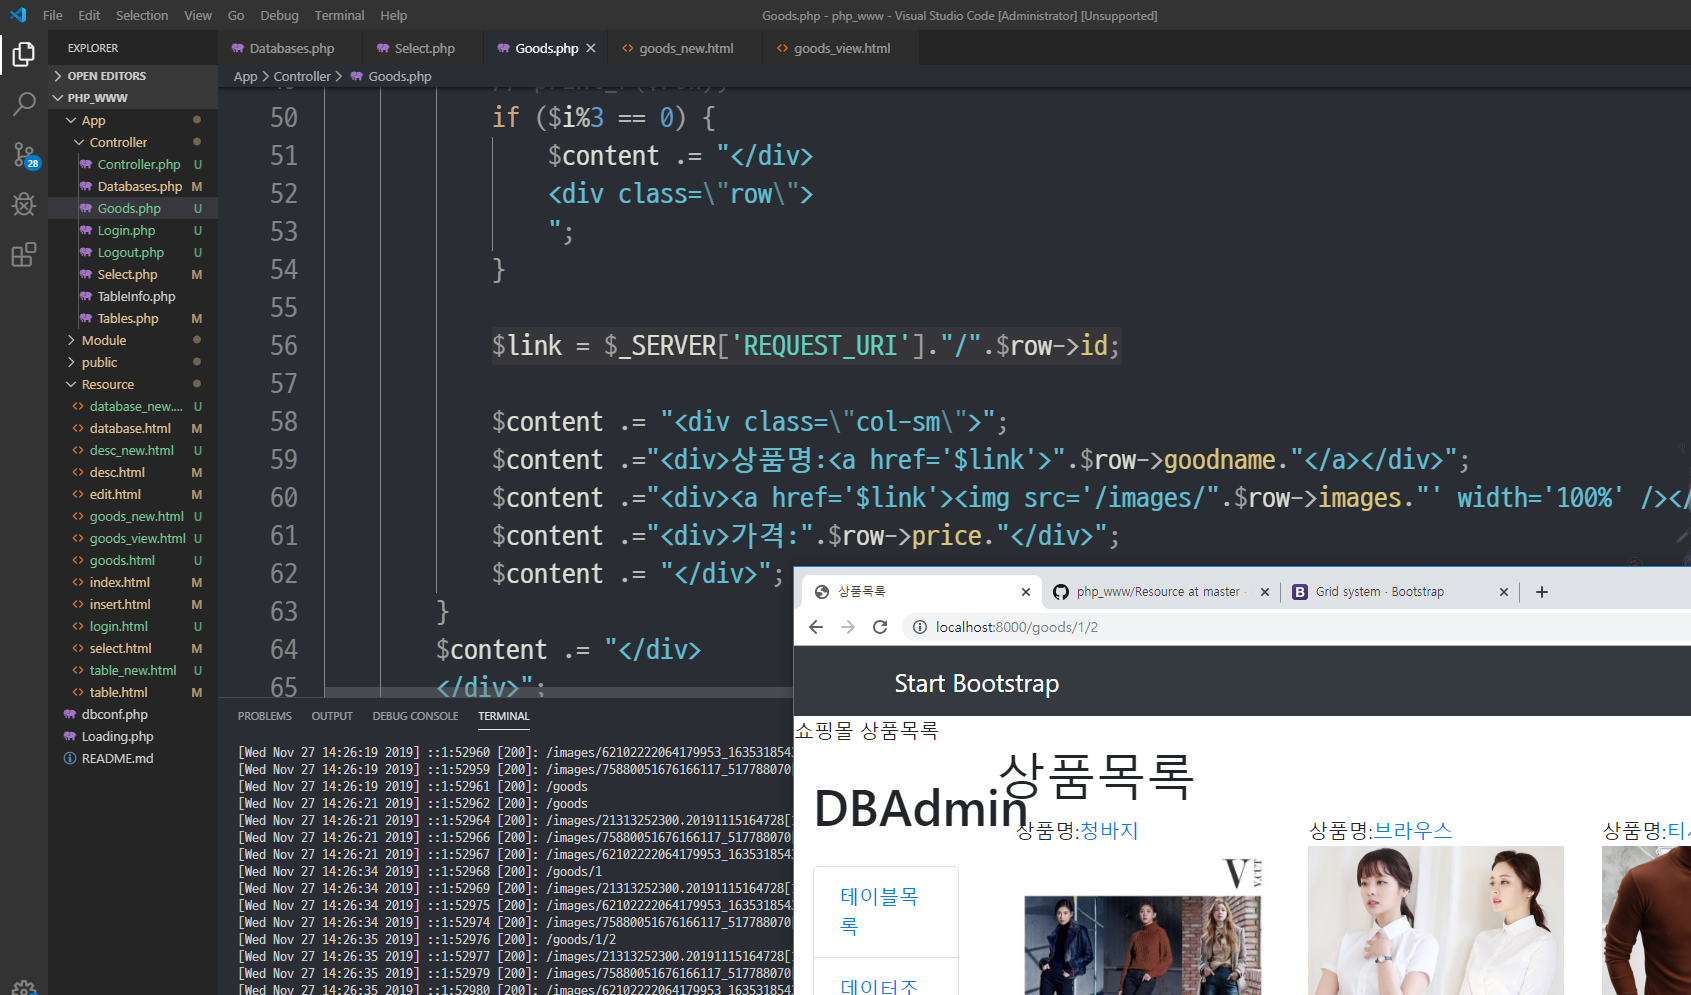 File Edit Selection View Go Debug Terminal Help
Goods.php - php_www - Visual Studio Code [Administrator] [Unsupported]
EXPLORER
OPEN EDITORS
PHP_WWW
App
Controller
Controller.php U
Databases.php M
Goods.php U
Login.php U
Logout.php U
Select.php M
TableInfo.php
Tables.php M
Module
public
Resource
database_new.... U
database.html M
desc_new.html U
desc.html M
edit.html M
goods_new.html U
goods_view.html U
goods.html U
index.html M
insert.html M
login.html U
select.html M
table_new.html U
table.html M
dbconf.php
Loading.php
README.md
28
Databases.php Select.php Goods.php goods_new.html goods_view.html
App > Controller > Goods.php
50 if ($i%3 == 0) {
51 $content .= "</div>
52 <div class=\"row\">
53 ";
54 }
55
56 $link = $_SERVER['REQUEST_URI']."/".$row->id;
57
58 $content .= "<div class=\"col-sm\">";
59 $content .="<div>상품명:<a href='$link'>".$row->goodname."</a></div>";
60 $content .="<div><a href='$link'><img src='/images/".$row->images."' width='100%' /></
61 $content .="<div>가격:".$row->price."</div>";
62 $content .= "</div>";
63 }
64 $content .= "</div>
65 </div>";
PROBLEMS OUTPUT DEBUG CONSOLE TERMINAL
[Wed Nov 27 14:26:19 2019] ::1:52960 [200]: /images/62102222064179953_163531854
[Wed Nov 27 14:26:19 2019] ::1:52959 [200]: /images/75880051676166117_517788070[
[Wed Nov 27 14:26:19 2019] ::1:52961 [200]: /goods
[Wed Nov 27 14:26:21 2019] ::1:52962 [200]: /goods
[Wed Nov 27 14:26:21 2019] ::1:52964 [200]: /images/21313252300.20191115164728[
[Wed Nov 27 14:26:21 2019] ::1:52966 [200]: /images/75880051676166117_517788070[
[Wed Nov 27 14:26:21 2019] ::1:52967 [200]: /images/62102222064179953_163531854
[Wed Nov 27 14:26:34 2019] ::1:52968 [200]: /goods/1
[Wed Nov 27 14:26:34 2019] ::1:52969 [200]: /images/21313252300.20191115164728[
[Wed Nov 27 14:26:34 2019] ::1:52975 [200]: /images/62102222064179953_163531854
[Wed Nov 27 14:26:34 2019] ::1:52974 [200]: /images/75880051676166117_517788070[
[Wed Nov 27 14:26:35 2019] ::1:52976 [200]: /goods/1/2
[Wed Nov 27 14:26:35 2019] ::1:52977 [200]: /images/21313252300.20191115164728[
[Wed Nov 27 14:26:35 2019] ::1:52979 [200]: /images/75880051676166117_517788070[
[Wed Nov 27 14:26:35 2019] ::1:52980 [200]: /images/62102222064179953_163531854
상품목록 php_www/Resource at master · Grid system · Bootstrap
localhost:8000/goods/1/2
Start Bootstrap
쇼핑몰 상품목록
상품목록
DBAdmin
상품명:청바지 상품명:브라우스 상품명:티
테이블목
록
데이터조